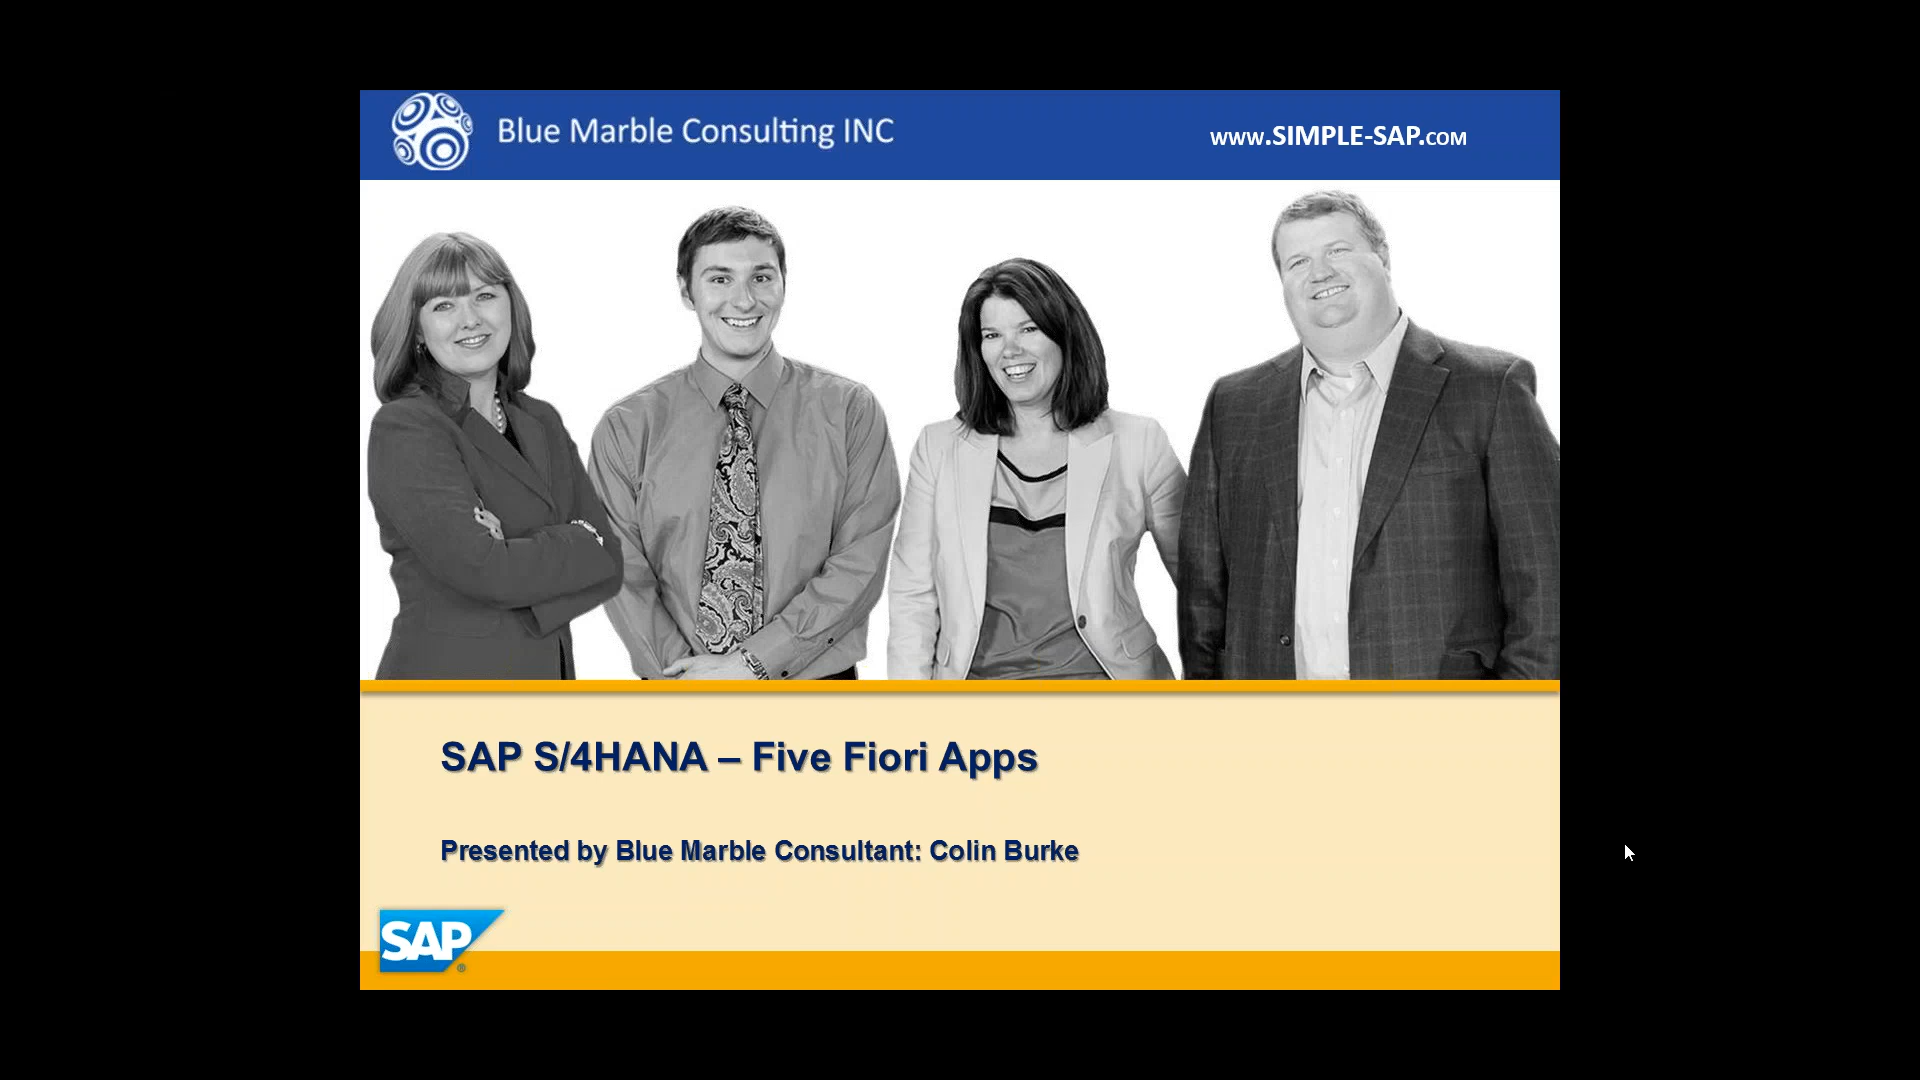 Blue Marble Consulting INC
www.SIMPLE-SAP.com
SAP S/4HANA – Five Fiori Apps
Presented by Blue Marble Consultant: Colin Burke
SAP®